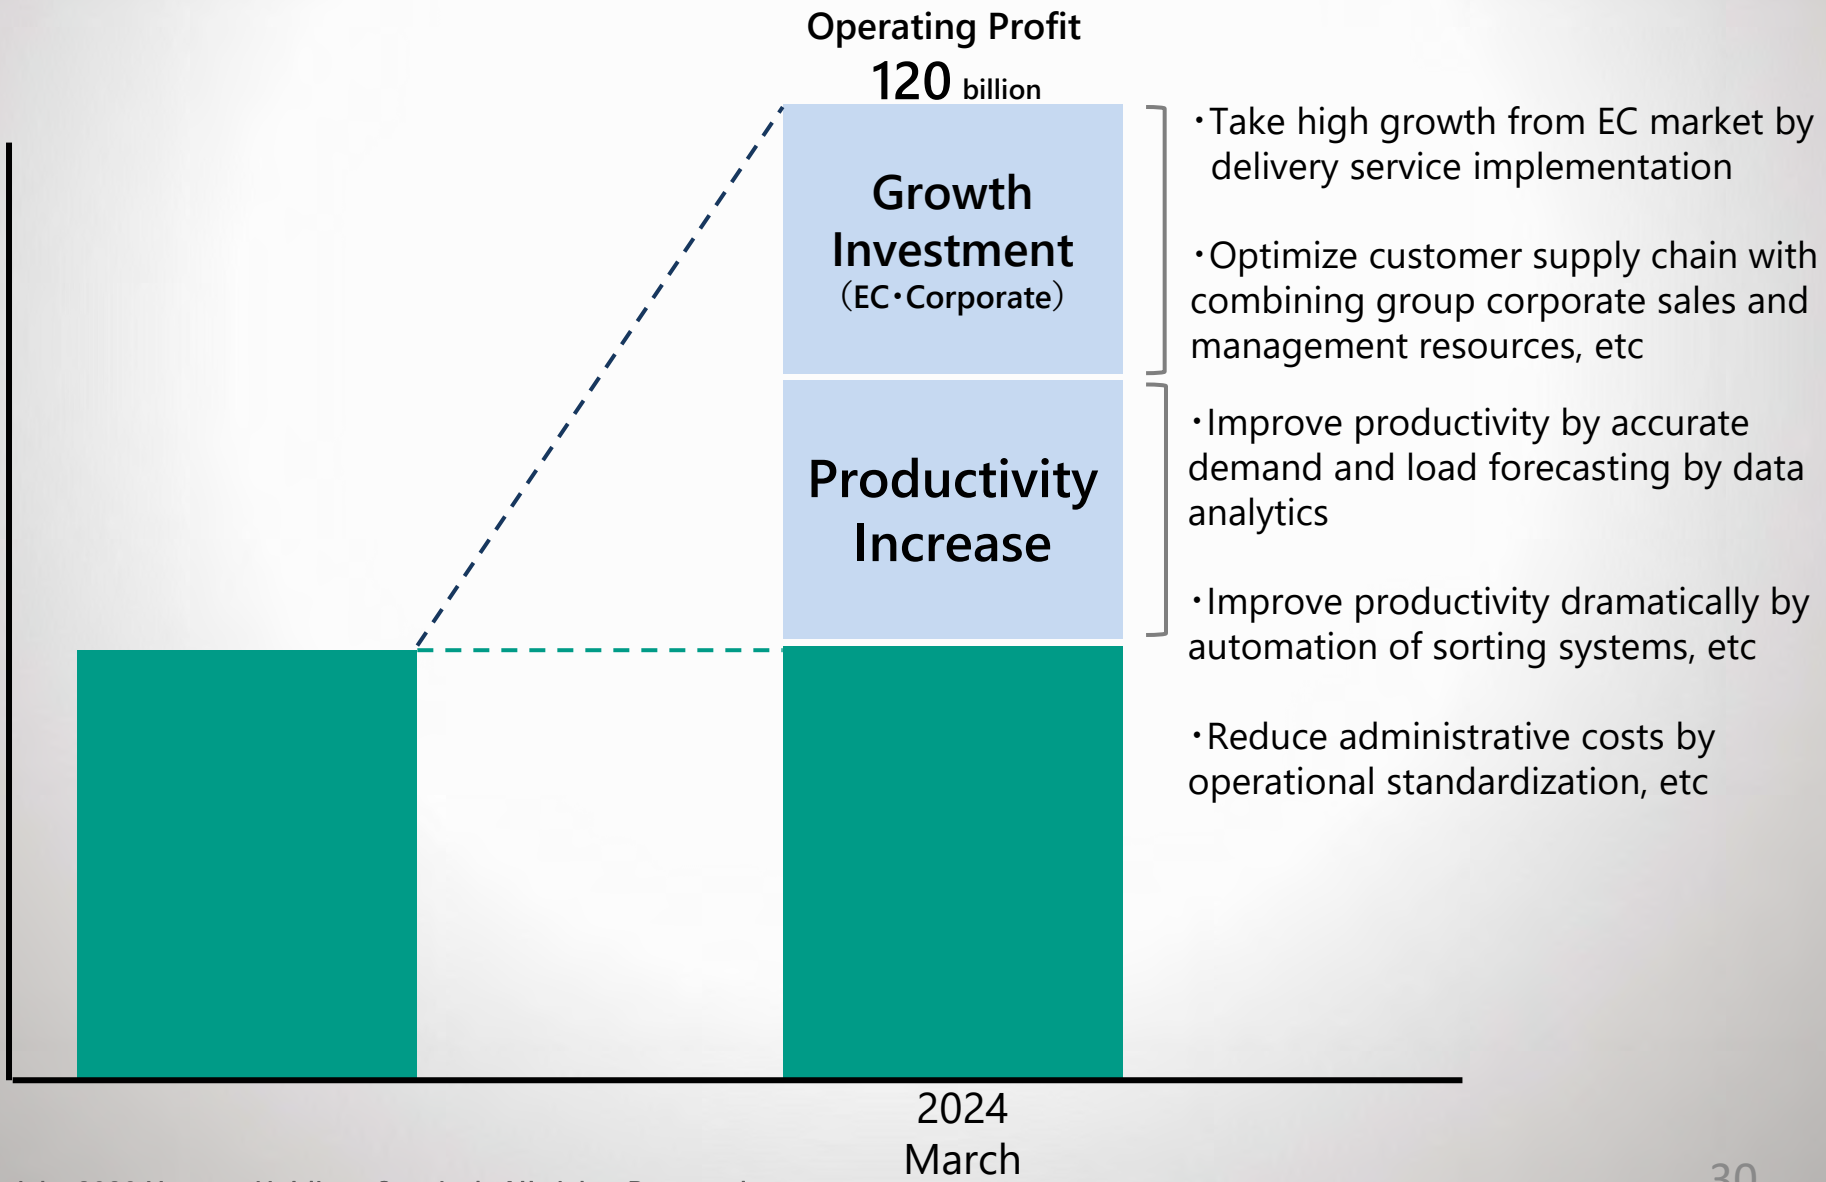 Operating Profit
120 billion
Growth
Investment
（EC･Corporate）
Productivity
Increase
･Take high growth from EC market by
delivery service implementation
･Optimize customer supply chain with
combining group corporate sales and
management resources, etc
･Improve productivity by accurate
demand and load forecasting by data
analytics
･Improve productivity dramatically by
automation of sorting systems, etc
･Reduce administrative costs by
operational standardization, etc
2024
March
30